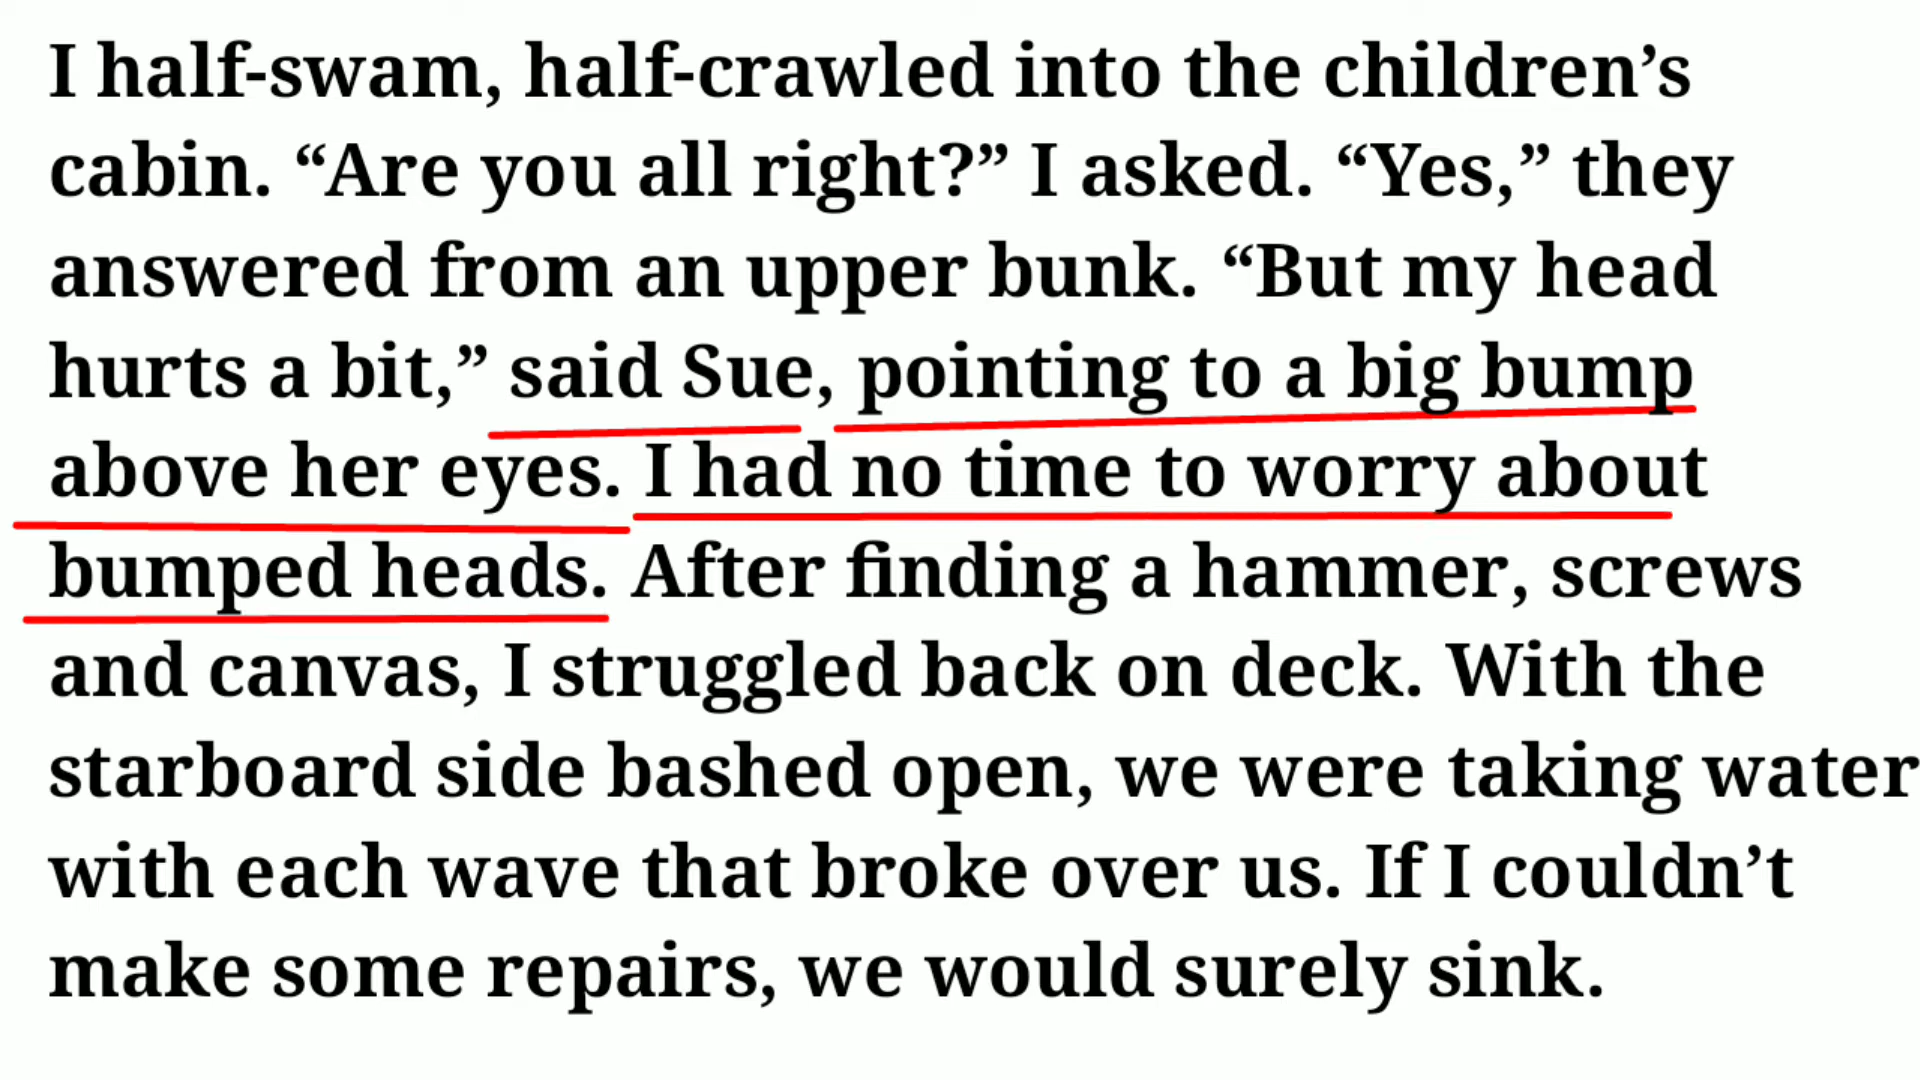 I half-swam, half-crawled into the children’s
cabin. “Are you all right?” I asked. “Yes,” they
answered from an upper bunk. “But my head
hurts a bit,” said Sue, pointing to a big bump
above her eyes. I had no time to worry about
bumped heads. After finding a hammer, screws
and canvas, I struggled back on deck. With the
starboard side bashed open, we were taking water
with each wave that broke over us. If I couldn’t
make some repairs, we would surely sink.